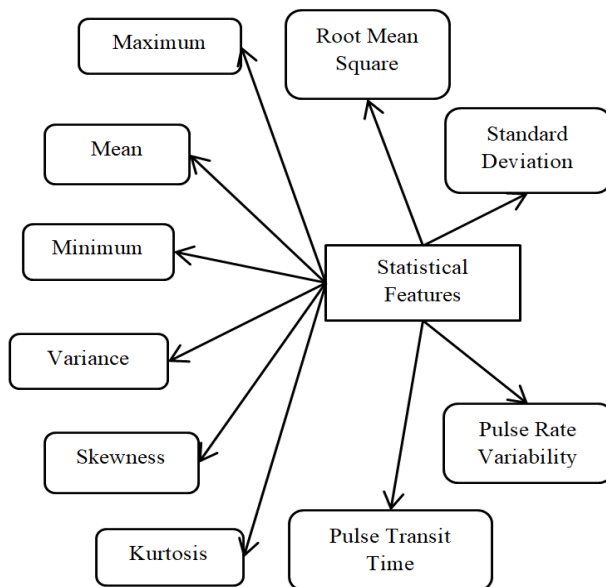 Maximum
Root Mean
Square
Standard
Deviation
Mean
Minimum
Statistical
Features
Variance
Skewness
Pulse Rate
Variability
Kurtosis
Pulse Transit
Time